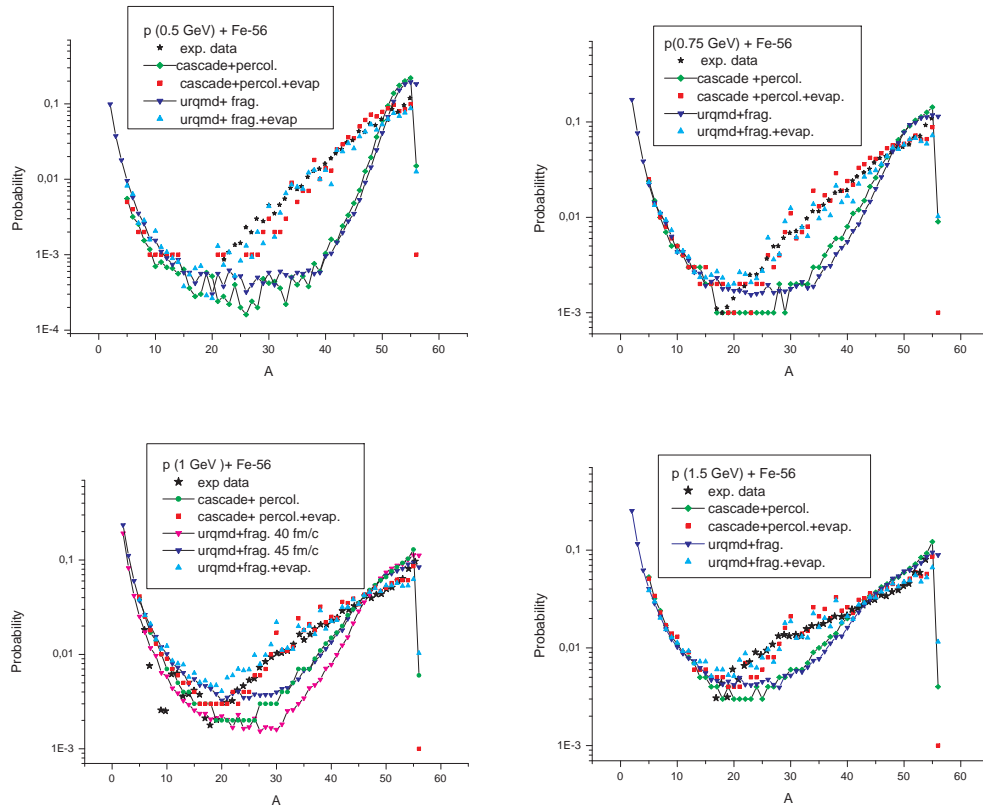 p (0.5 GeV) + Fe-56
exp. data
cascade+percol.
cascade+percol.+evap
urqmd+ frag.
urqmd+ frag.+evap
0,1
0,01
1E-3
1E-4
Probability
0 10 20 30 40 50 60
A
p(0.75 GeV) + Fe-56
exp. data
cascade +percol.
cascade +percol.+evap.
urqmd+frag.
urqmd+frag.+evap.
0,1
0,01
1E-3
Probabilitty
0 10 20 30 40 50 60
A
p (1 GeV )+ Fe-56
exp data
cascade+ percol.
cascade+ percol.+evap.
urqmd+frag. 40 fm/c
urqmd+frag. 45 fm/c
urqmd+frag.+evap.
0,1
0,01
1E-3
Probability
0 10 20 30 40 50 60
A
p (1.5 GeV) + Fe-56
exp. data
cascade+percol.
cascade+percol.+evap.
urqmd+frag.
urqmd+frag.+evap.
0,1
0,01
1E-3
Probability
0 10 20 30 40 50 60
A